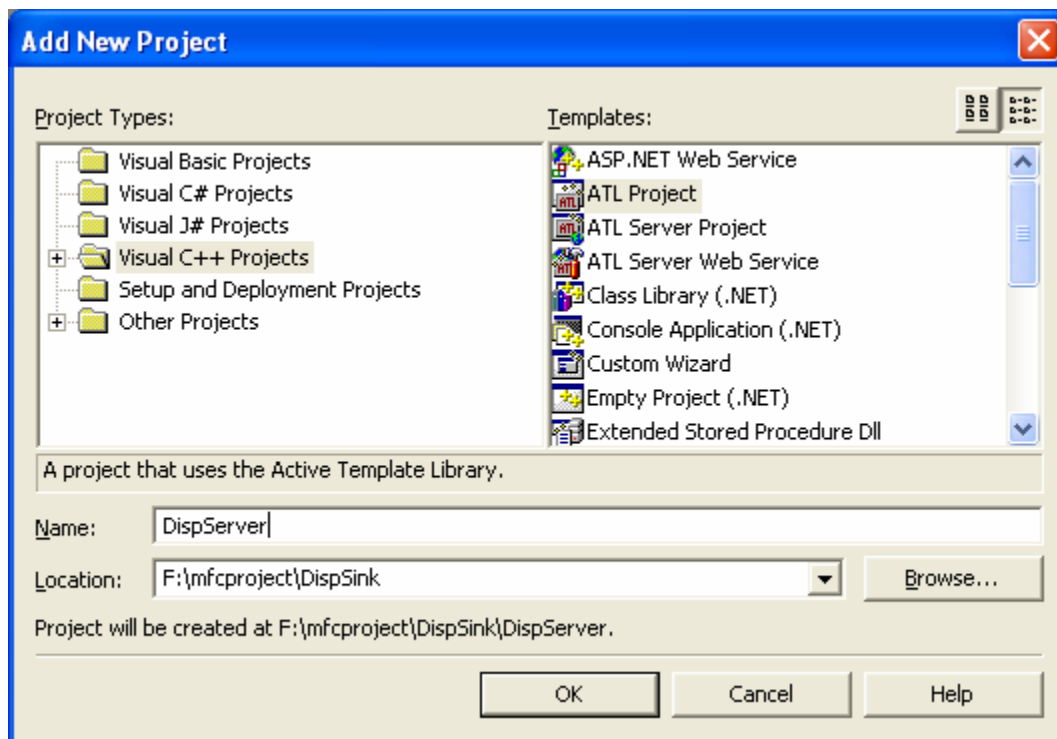 Add New Project
Project Types:
Templates:
Visual Basic Projects
Visual C# Projects
Visual J# Projects
Visual C++ Projects
Setup and Deployment Projects
Other Projects
ASP.NET Web Service
ATL Project
ATL Server Project
ATL Server Web Service
Class Library (.NET)
Console Application (.NET)
Custom Wizard
Empty Project (.NET)
Extended Stored Procedure Dll
A project that uses the Active Template Library.
Name:
DispServer
Location:
F:\mfcproject\DispSink
Browse...
Project will be created at F:\mfcproject\DispSink\DispServer.
OK
Cancel
Help